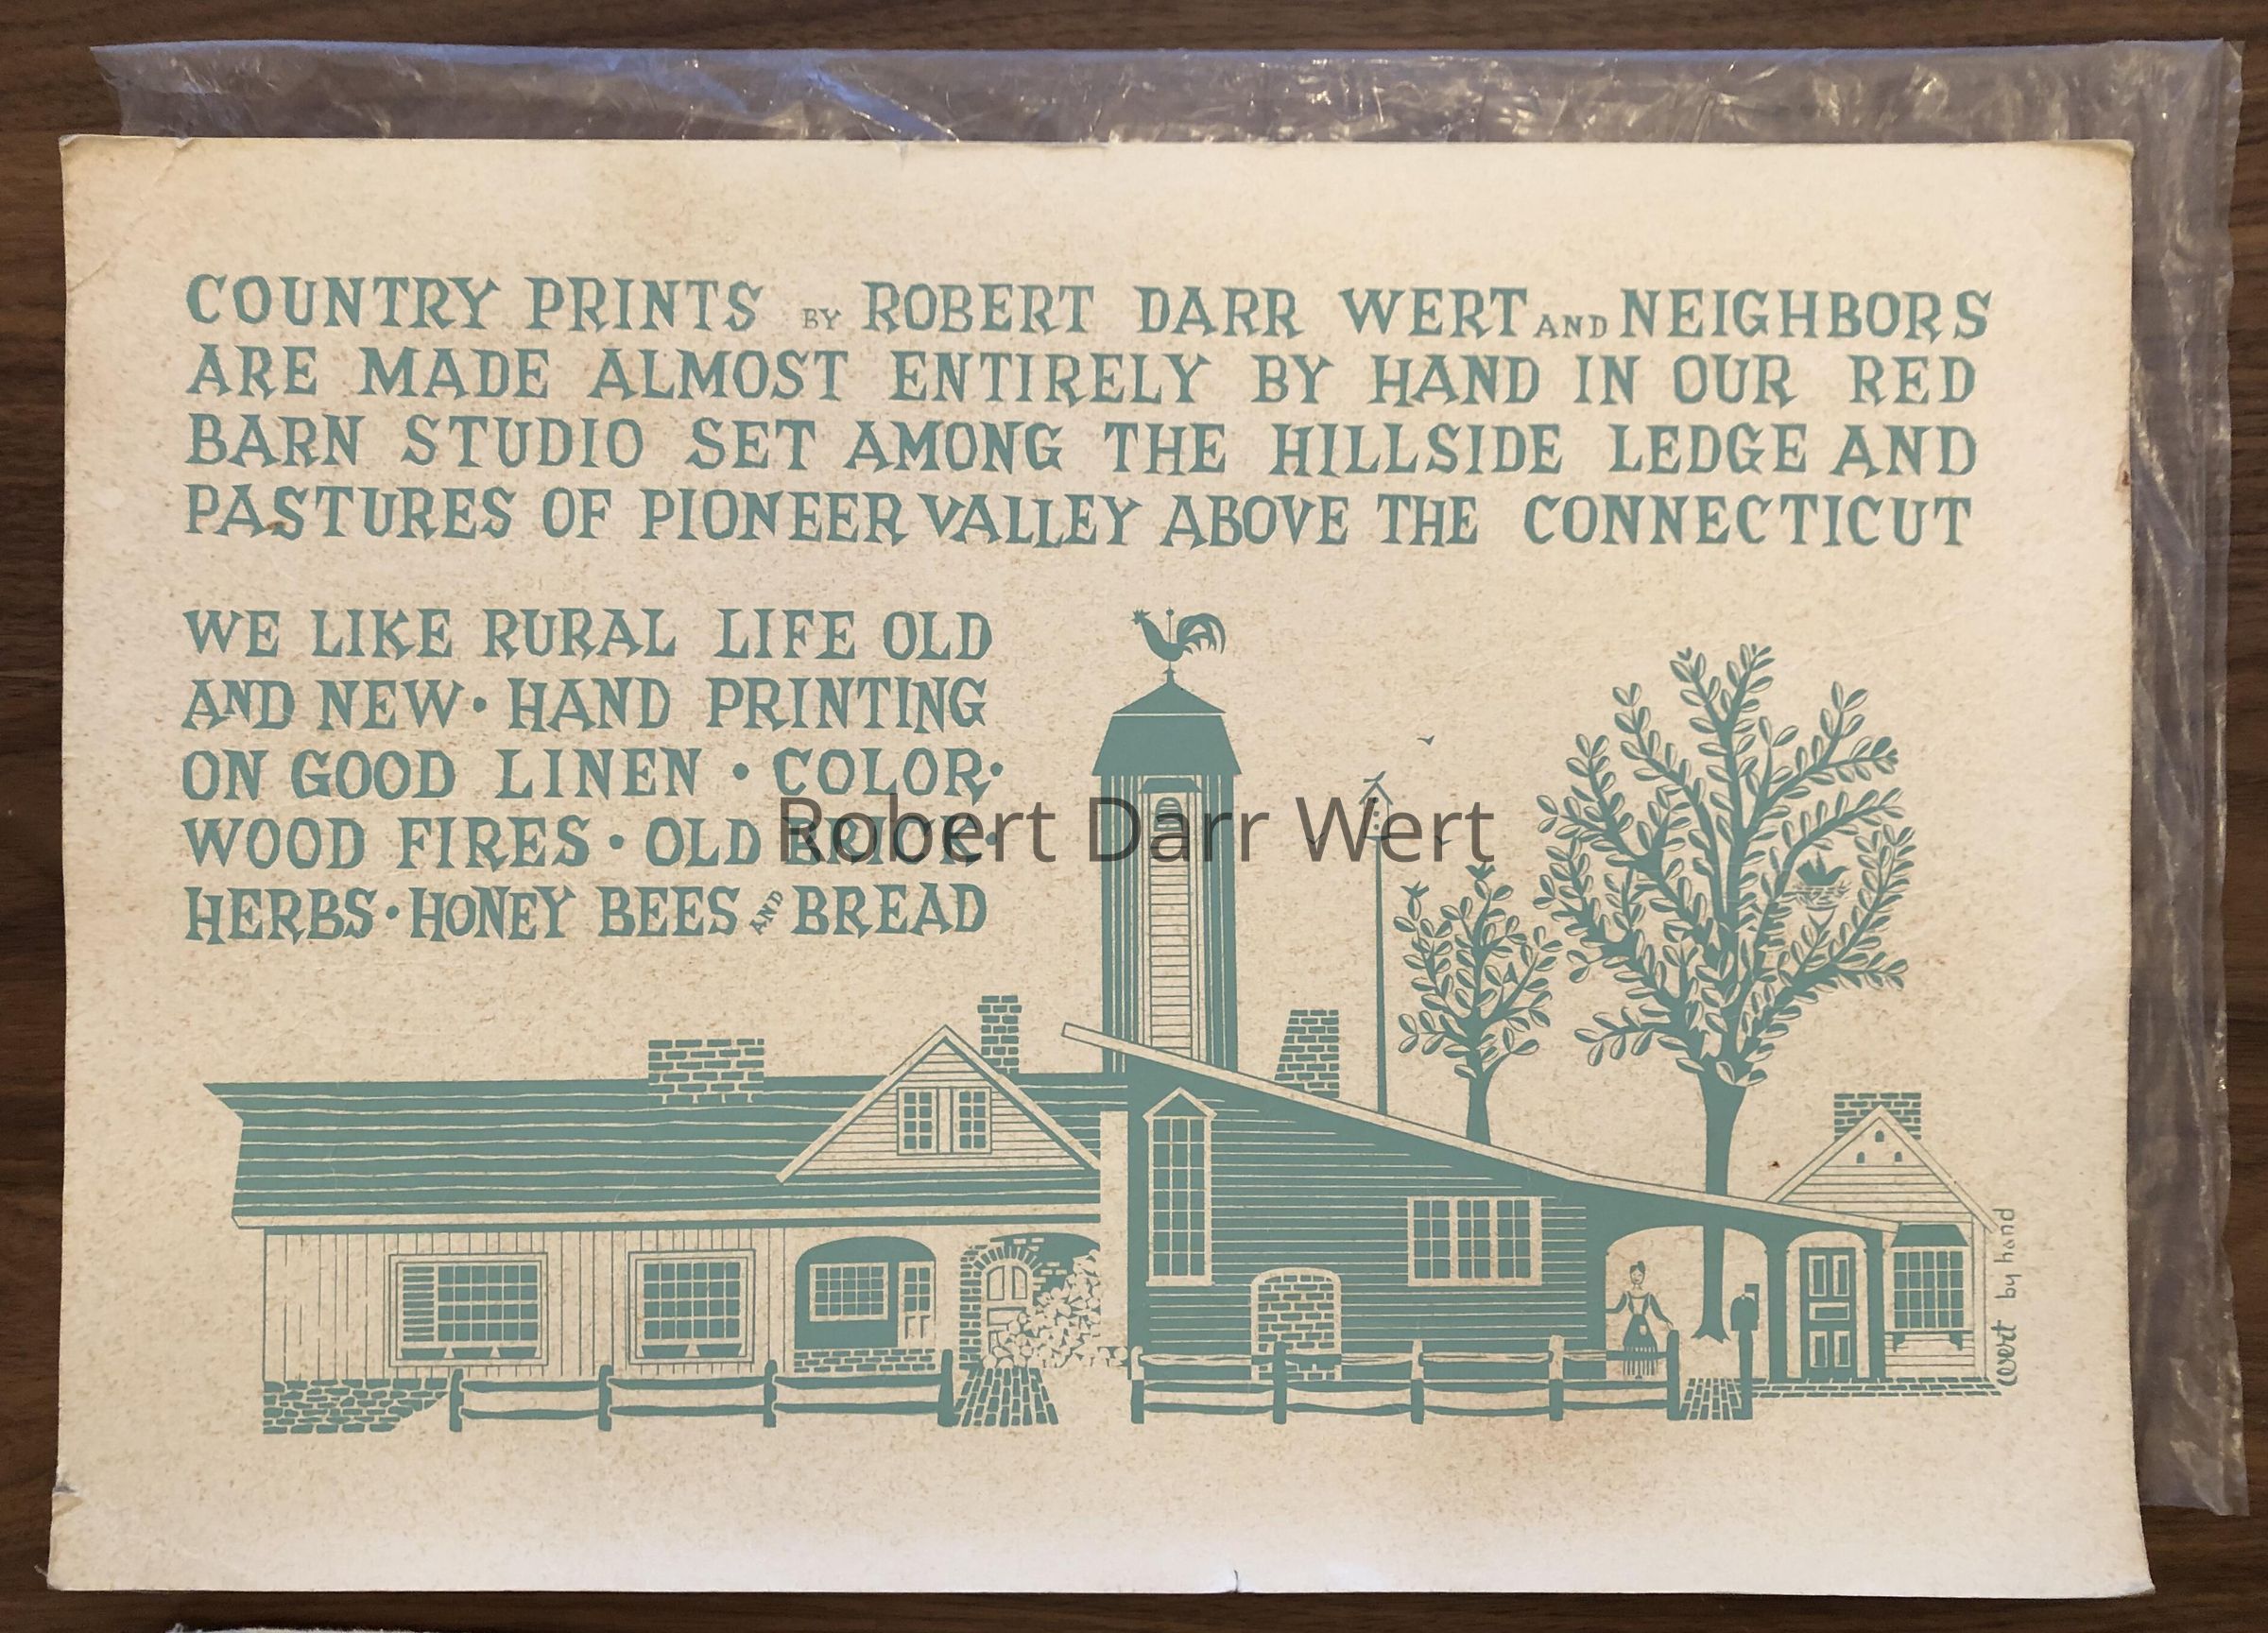 COUNTRY PRINTS BY ROBERT DARR WERT AND NEIGHBORS
ARE MADE ALMOST ENTIRELY BY HAND IN OUR RED
BARN STUDIO SET AMONG THE HILLSIDE LEDGE AND
PASTURES OF PIONEER VALLEY ABOVE THE CONNECTICUT
WE LIKE RURAL LIFE OLD
AND NEW • HAND PRINTING
ON GOOD LINEN • COLOR •
WOOD FIRES • OLD BRICK •
HERBS • HONEY BEES AND BREAD
Robert Darr Wert
Wert by hand